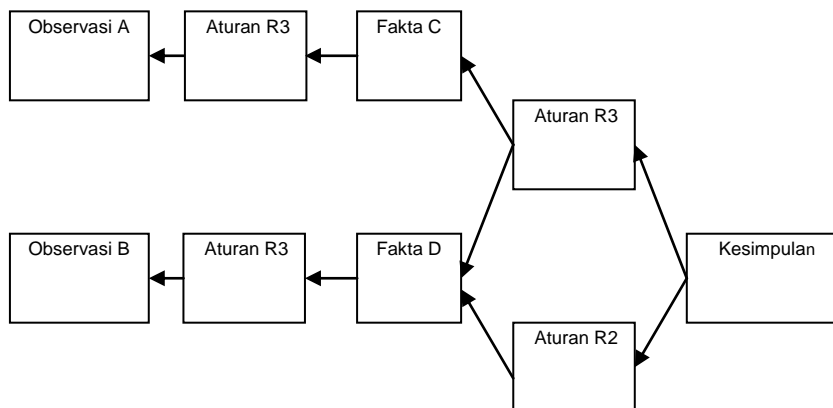 Observasi A
Aturan R3
Fakta C
Aturan R3
Observasi B
Aturan R3
Fakta D
Kesimpulan
Aturan R2